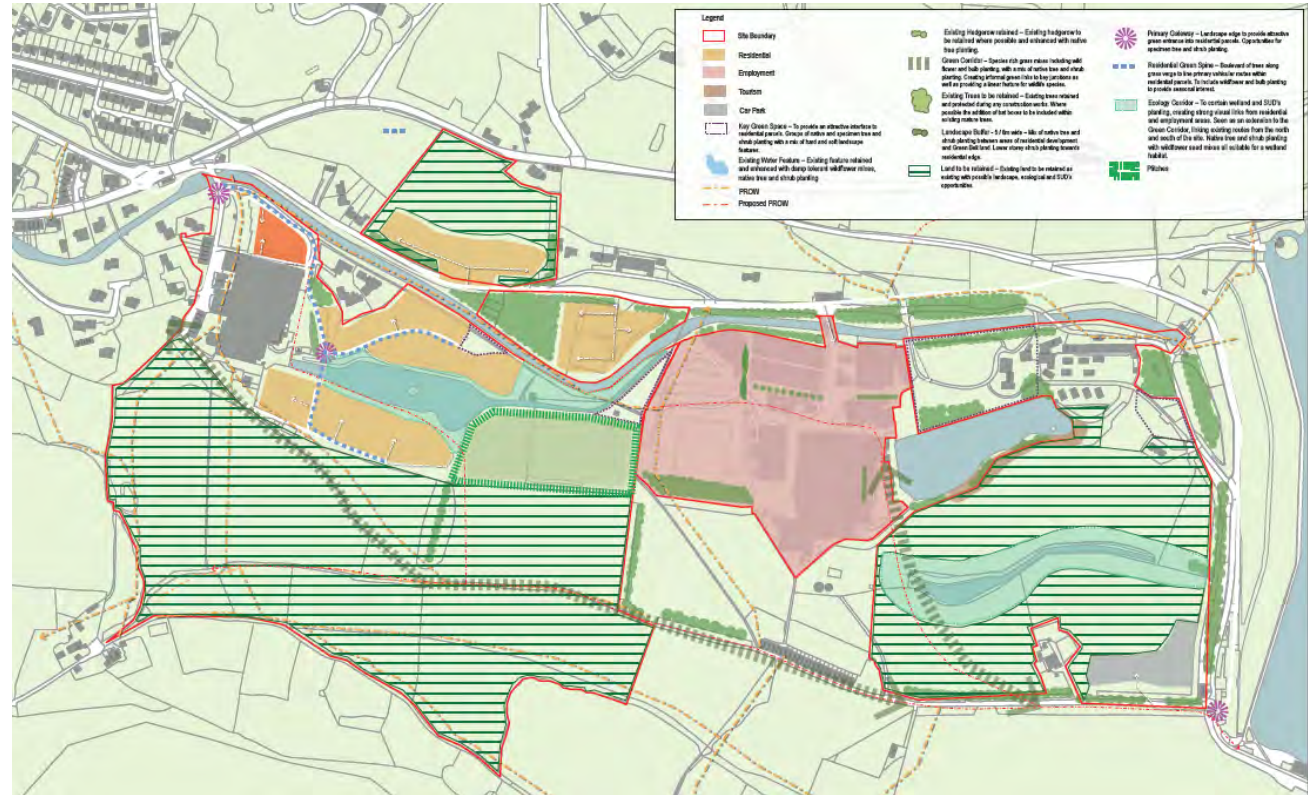 Legend
Site Boundary
Residential
Employment
Tourism
Car Park
Key Green Space – To provide an attractive interface to
residential parcels. Groups of native and specimen tree and
shrub planting with a mix of hard and soft landscape
features.
Existing Water Feature – Existing feature retained
and enhanced with damp tolerant wildflower mixes,
native tree and shrub planting
PROW
Proposed PROW
Existing Hedgerow retained – Existing hedgerow to
be retained where possible and enhanced with native
tree planting.
Green Corridor – Species rich grass mixes including wild
flower and bulb planting, with a mix of native tree and shrub
planting. Creating informal green links to key junctions as
well as providing a linear feature for wildlife species.
Existing Trees to be retained – Existing trees retained
and protected during any construction works. Where
possible the addition of bat boxes to be included within
existing mature trees.
Landscape Buffer – 5 / 6m wide – Mix of native tree and
shrub planting between areas of residential development
and Green Belt land. Lower storey shrub planting towards
residential edge.
Land to be retained – Existing land to be retained as
existing with possible landscape, ecological and SUD's
opportunities
Primary Gateway – Landscape edge to provide attractive
green entrance into residential parcels. Opportunities for
specimen tree and shrub planting.
Residential Green Spine – Boulevard of trees along
grass verge to line primary vehicular routes within
residential parcels. To include wildflower and bulb planting
to provide seasonal interest.
Ecology Corridor – To contain wetland and SUD's
planting, creating strong visual links from residential
and employment areas. Seen as an extension to the
Green Corridor, linking existing routes from the north
and south of the site. Native tree and shrub planting
with wildflower seed mixes all suitable for a wetland
habitat.
Pitches